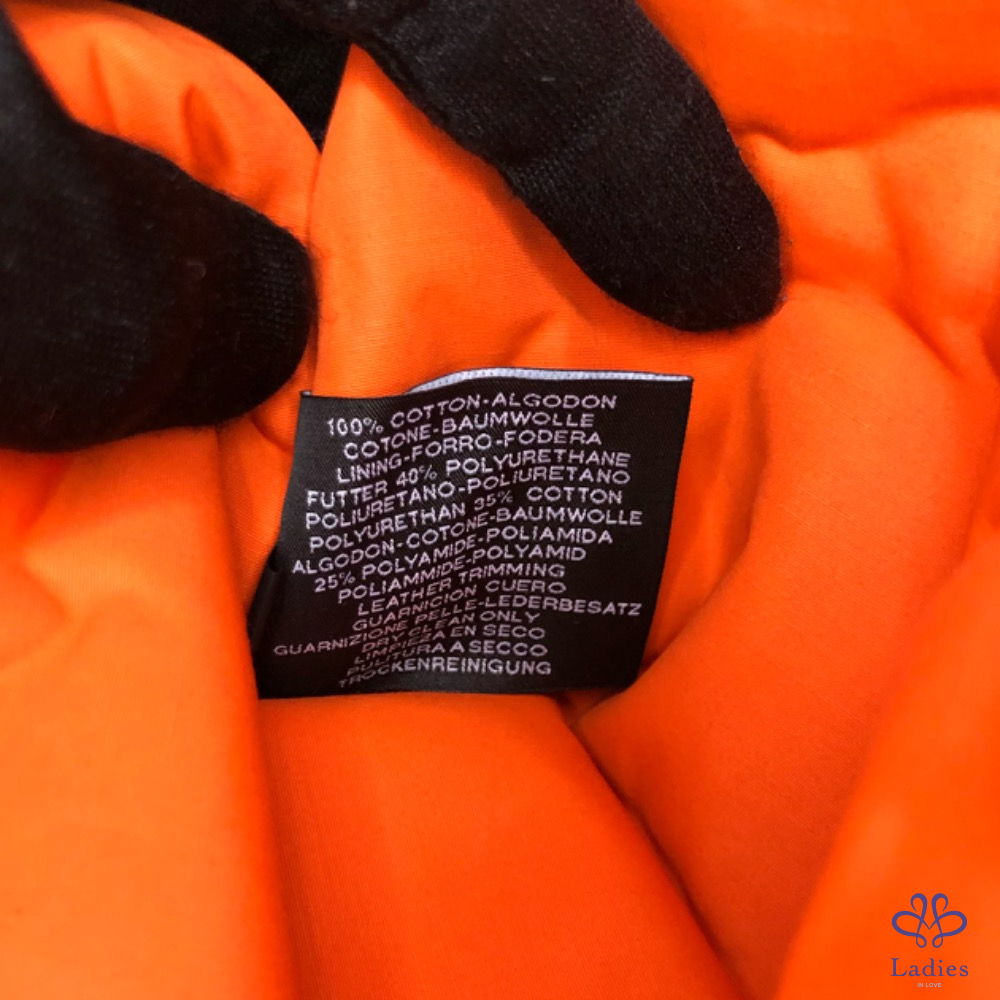 100% COTTON-ALGODON
COTONE-BAUMWOLLE
LINING-FORRO-FODERA
FUTTER 40% POLYURETHANE
POLIURETANO-POLIURETANO
POLYURETHAN 35% COTTON
ALGODON-COTONE-BAUMWOLLE
25% POLYAMIDE-POLIAMIDA
POLIAMMIDE-POLYAMID
LEATHER TRIMMING
GUARNICION CUERO
GUARNIZIONE PELLE-LEDERBESATZ
DRY CLEAN ONLY
LIMPIEZA EN SECO
PULITURA A SECCO
TROCKENREINIGUNG
Ladies
IN LOVE